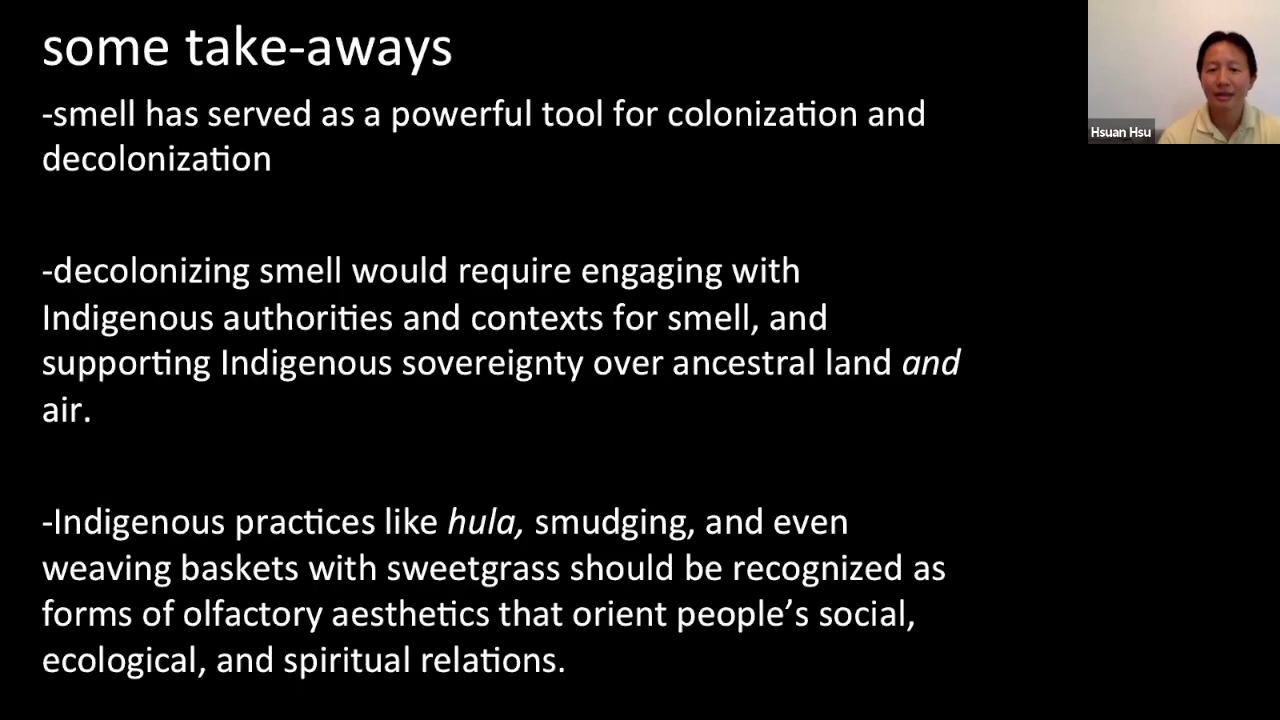 some take-aways
-smell has served as a powerful tool for colonization and
decolonization
-decolonizing smell would require engaging with
Indigenous authorities and contexts for smell, and
supporting Indigenous sovereignty over ancestral land and
air.
-Indigenous practices like hula, smudging, and even
weaving baskets with sweetgrass should be recognized as
forms of olfactory aesthetics that orient people’s social,
ecological, and spiritual relations.
Hsuan Hsu